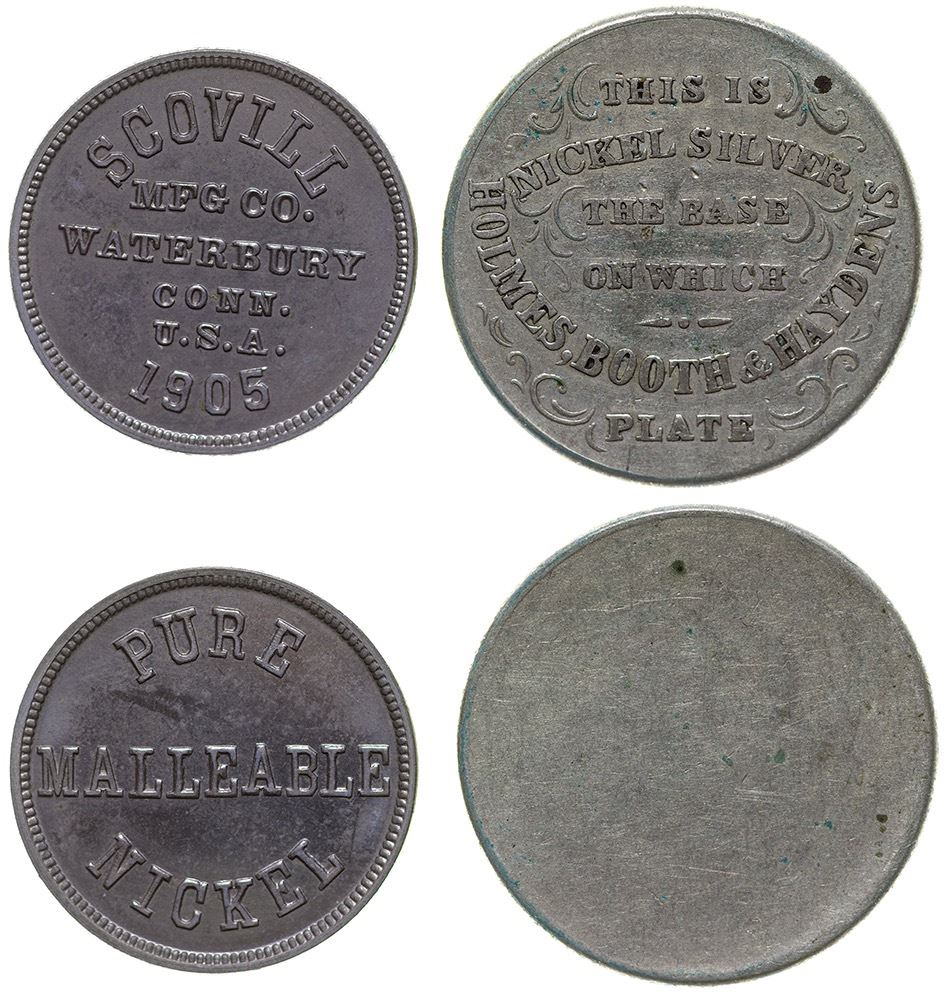 SCOVILL
MFG CO.
WATERBURY
CONN.
U.S.A.
1905
THIS IS
NICKEL SILVER
THE BASE
ON WHICH
HOLMES, BOOTH & HAYDENS
PLATE
PURE
MALLEABLE
NICKEL